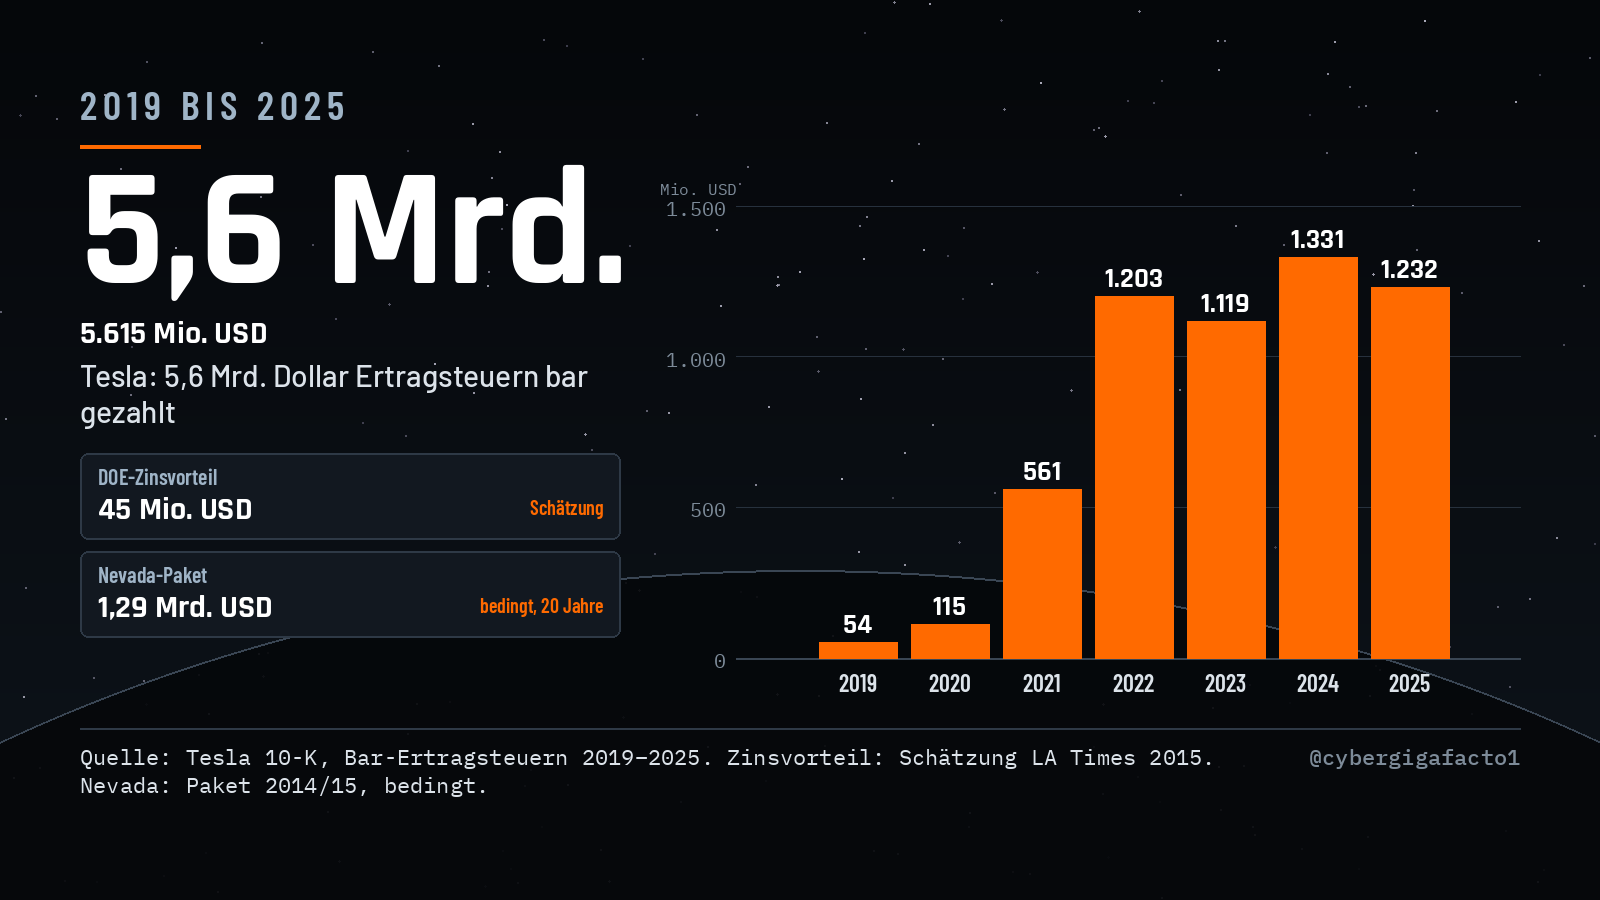 2019 BIS 2025
5,6 Mrd.
5.615 Mio. USD
Tesla: 5,6 Mrd. Dollar Ertragsteuern bar
gezahlt
DOE-Zinsvorteil
45 Mio. USD
Schätzung
Nevada-Paket
1,29 Mrd. USD
bedingt, 20 Jahre
Mio. USD
1.500
1.000
500
0
54
115
561
1.203
1.119
1.331
1.232
2019
2020
2021
2022
2023
2024
2025
Quelle: Tesla 10-K, Bar-Ertragsteuern 2019–2025. Zinsvorteil: Schätzung LA Times 2015.
Nevada: Paket 2014/15, bedingt.
@cybergigafacto1